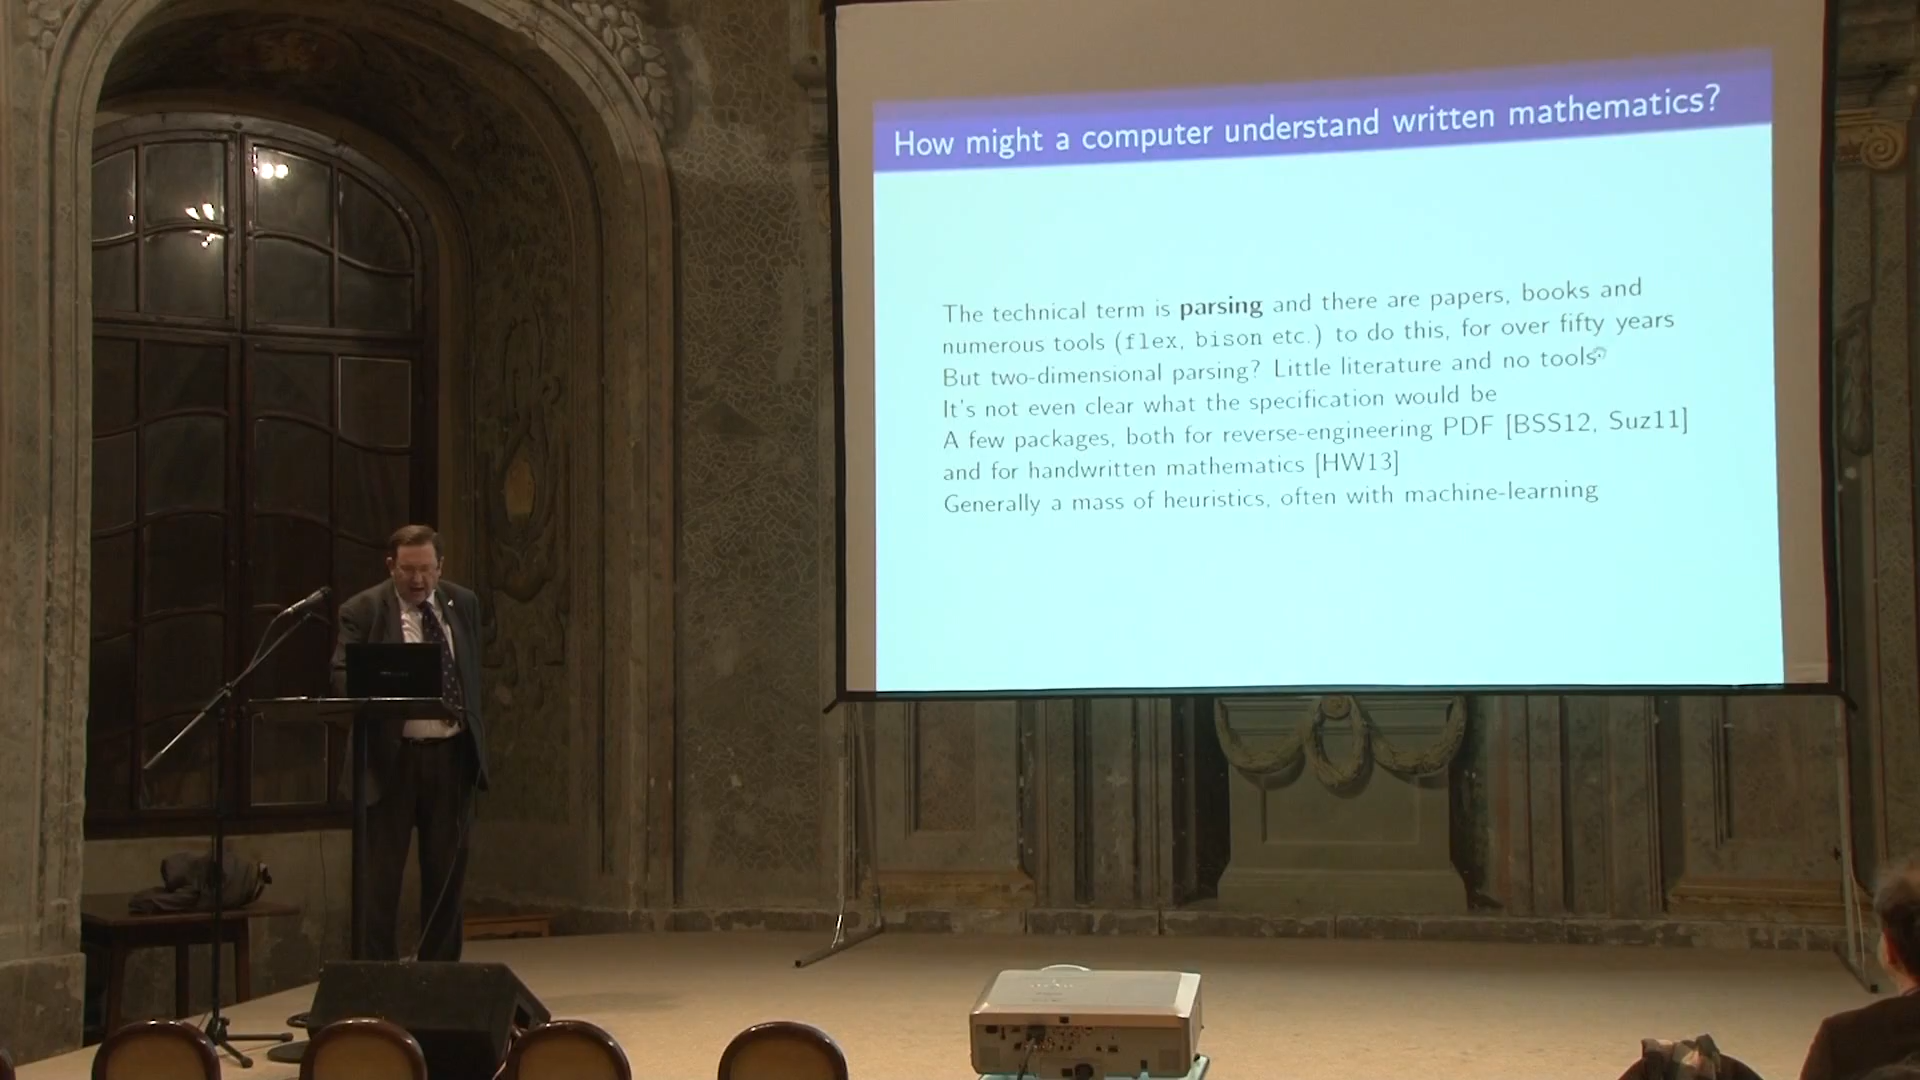 How might a computer understand written mathematics?
The technical term is parsing and there are papers, books and
numerous tools (flex, bison etc.) to do this, for over fifty years
But two-dimensional parsing? Little literature and no tools
It's not even clear what the specification would be
A few packages, both for reverse-engineering PDF [BSS12, Suz11]
and for handwritten mathematics [HW13]
Generally a mass of heuristics, often with machine-learning